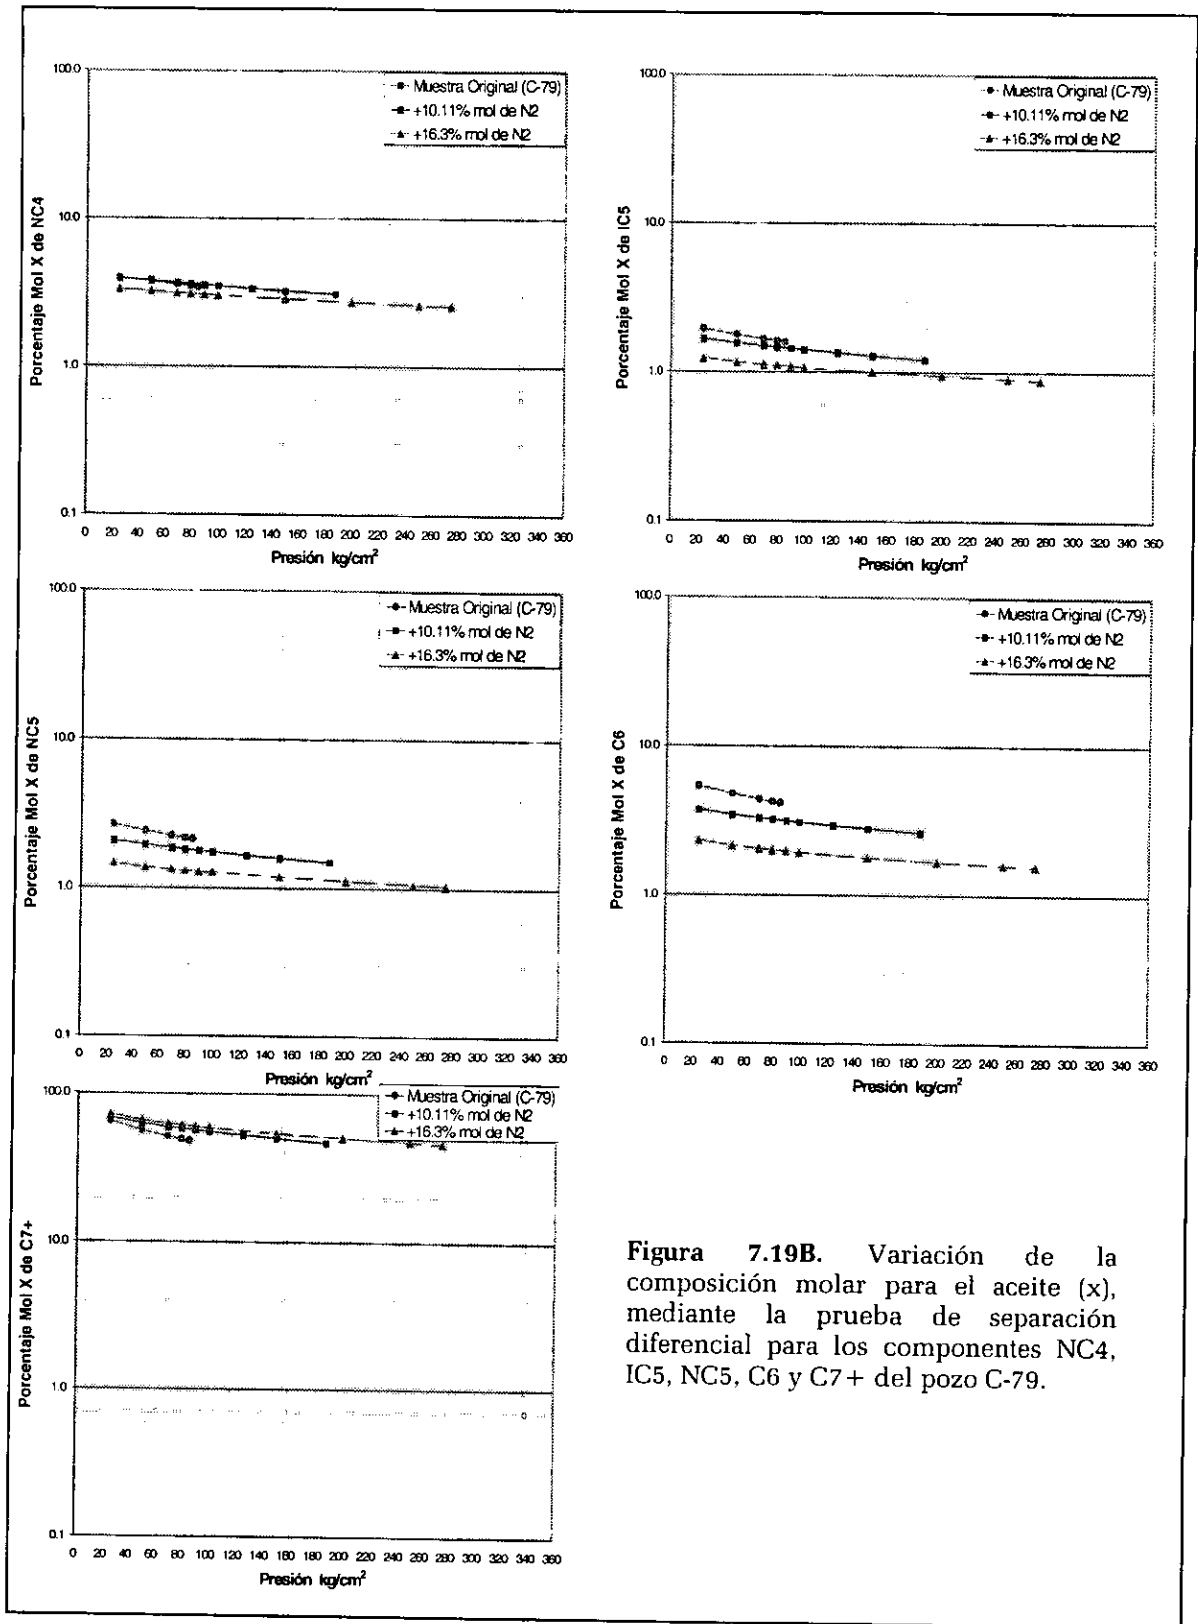 Porcentaje Mol X de NC4
100.0
10.0
1.0
0.1
Muestra Original (C-79)
+10.11% mol de N2
+16.3% mol de N2
0 20 40 60 80 100 120 140 160 180 200 220 240 260 280 300 320 340 360
Presión kg/cm²
Porcentaje Mol X de IC5
100.0
10.0
1.0
0.1
Muestra Original (C-79)
+10.11% mol de N2
+16.3% mol de N2
0 20 40 60 80 100 120 140 160 180 200 220 240 260 280 300 320 340 360
Presión kg/cm²
Porcentaje Mol X de NC5
100.0
10.0
1.0
0.1
Muestra Original (C-79)
+10.11% mol de N2
+16.3% mol de N2
0 20 40 60 80 100 120 140 160 180 200 220 240 260 280 300 320 340 360
Presión kg/cm²
Porcentaje Mol X de C6
100.0
10.0
1.0
0.1
Muestra Original (C-79)
+10.11% mol de N2
+16.3% mol de N2
0 20 40 60 80 100 120 140 160 180 200 220 240 260 280 300 320 340 360
Presión kg/cm²
Porcentaje Mol X de C7+
100.0
10.0
1.0
0.1
Muestra Original (C-79)
+10.11% mol de N2
+16.3% mol de N2
0 20 40 60 80 100 120 140 160 180 200 220 240 260 280 300 320 340 360
Presión kg/cm²
Figura 7.19B. Variación de la
composición molar para el aceite (x),
mediante la prueba de separación
diferencial para los componentes NC4,
IC5, NC5, C6 y C7+ del pozo C-79.